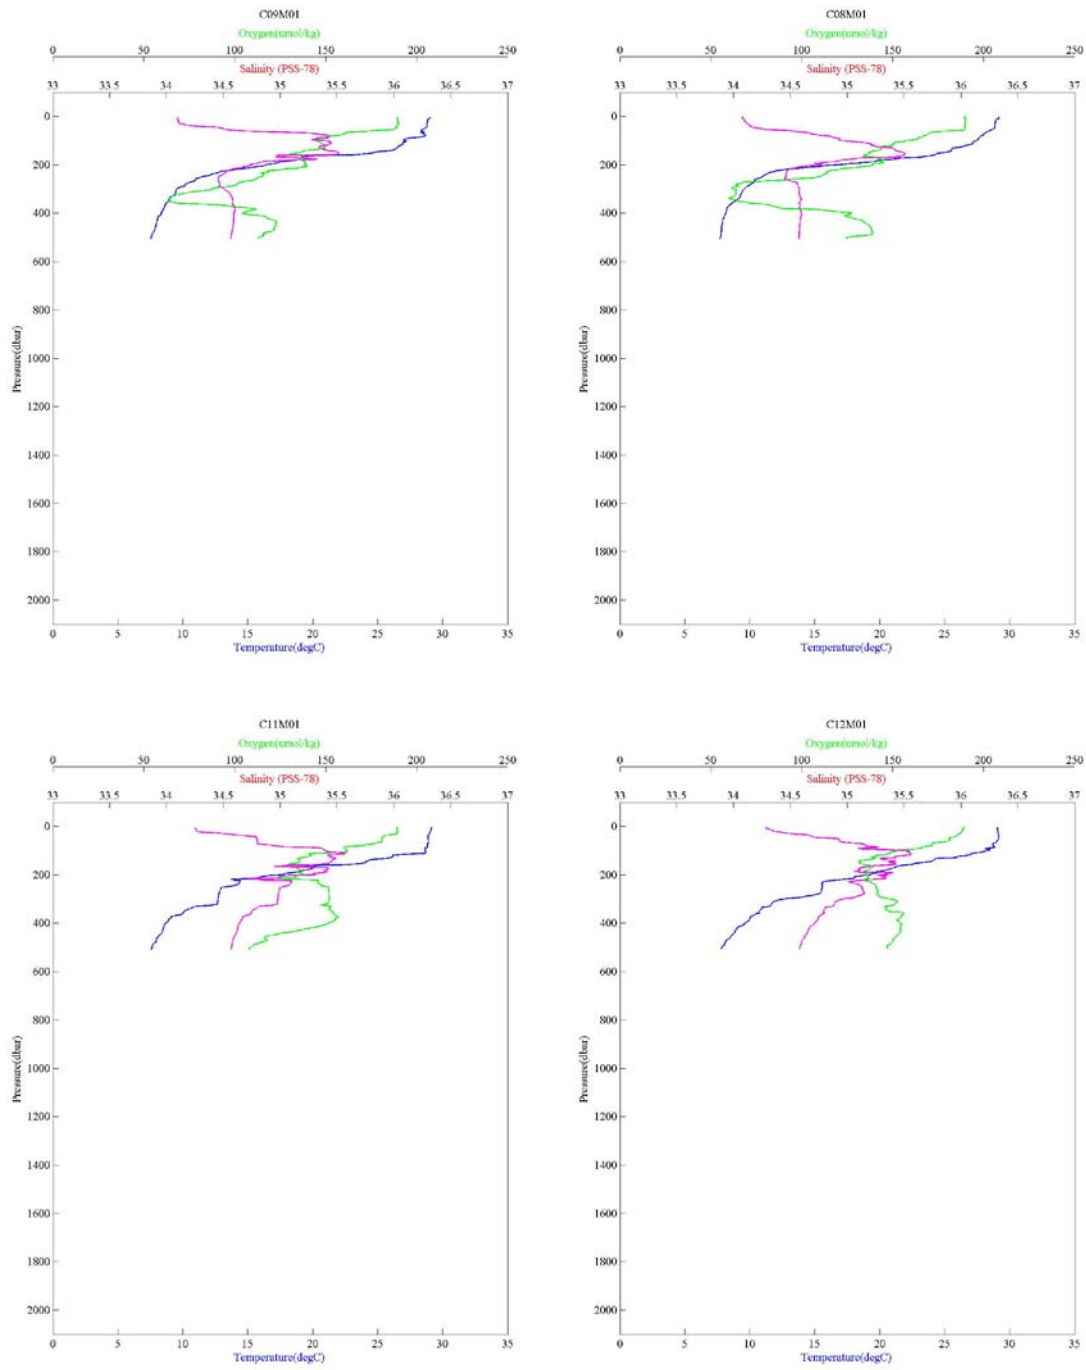 C09M01
Oxygen(umol/kg)
0 50 100 150 200 250
Salinity (PSS-78)
33 33.5 34 34.5 35 35.5 36 36.5 37
0
200
400
600
800
1000
1200
1400
1600
1800
2000
Pressure(dbar)
0 5 10 15 20 25 30 35
Temperature(degC)
C08M01
Oxygen(umol/kg)
0 50 100 150 200 250
Salinity (PSS-78)
33 33.5 34 34.5 35 35.5 36 36.5 37
0
200
400
600
800
1000
1200
1400
1600
1800
2000
Pressure(dbar)
0 5 10 15 20 25 30 35
Temperature(degC)
C11M01
Oxygen(umol/kg)
0 50 100 150 200 250
Salinity (PSS-78)
33 33.5 34 34.5 35 35.5 36 36.5 37
0
200
400
600
800
1000
1200
1400
1600
1800
2000
Pressure(dbar)
0 5 10 15 20 25 30 35
Temperature(degC)
C12M01
Oxygen(umol/kg)
0 50 100 150 200 250
Salinity (PSS-78)
33 33.5 34 34.5 35 35.5 36 36.5 37
0
200
400
600
800
1000
1200
1400
1600
1800
2000
Pressure(dbar)
0 5 10 15 20 25 30 35
Temperature(degC)